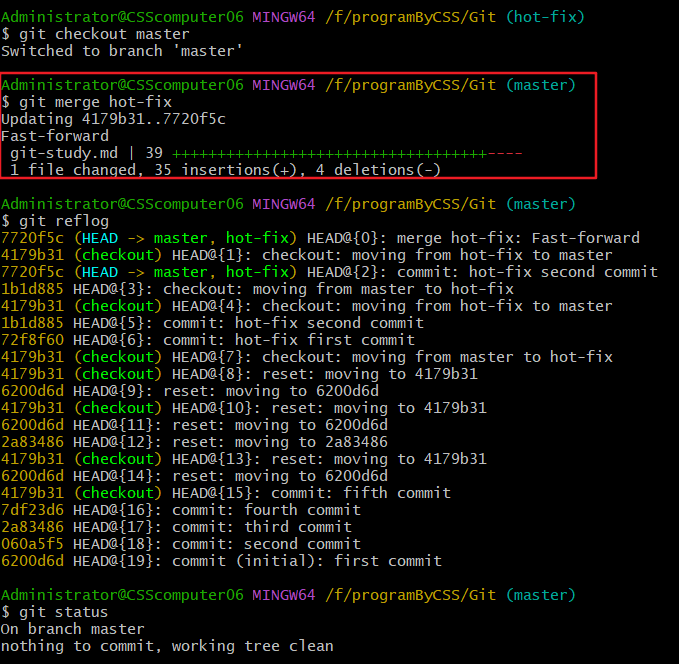 Administrator@CSScomputer06 MINGW64 /f/programByCSS/Git (hot-fix)
$ git checkout master
Switched to branch 'master'
Administrator@CSScomputer06 MINGW64 /f/programByCSS/Git (master)
$ git merge hot-fix
Updating 4179b31..7720f5c
Fast-forward
 git-study.md | 39 +++++++++++++++++++++++++++++++++++----
 1 file changed, 35 insertions(+), 4 deletions(-)
Administrator@CSScomputer06 MINGW64 /f/programByCSS/Git (master)
$ git reflog
7720f5c (HEAD -> master, hot-fix) HEAD@{0}: merge hot-fix: Fast-forward
4179b31 (checkout) HEAD@{1}: checkout: moving from hot-fix to master
7720f5c (HEAD -> master, hot-fix) HEAD@{2}: commit: hot-fix second commit
1b1d885 HEAD@{3}: checkout: moving from master to hot-fix
4179b31 (checkout) HEAD@{4}: checkout: moving from hot-fix to master
1b1d885 HEAD@{5}: commit: hot-fix second commit
72f8f60 HEAD@{6}: commit: hot-fix first commit
4179b31 (checkout) HEAD@{7}: checkout: moving from master to hot-fix
4179b31 (checkout) HEAD@{8}: reset: moving to 4179b31
6200d6d HEAD@{9}: reset: moving to 6200d6d
4179b31 (checkout) HEAD@{10}: reset: moving to 4179b31
6200d6d HEAD@{11}: reset: moving to 6200d6d
2a83486 HEAD@{12}: reset: moving to 2a83486
4179b31 (checkout) HEAD@{13}: reset: moving to 4179b31
6200d6d HEAD@{14}: reset: moving to 6200d6d
4179b31 (checkout) HEAD@{15}: commit: fifth commit
7df23d6 HEAD@{16}: commit: fourth commit
2a83486 HEAD@{17}: commit: third commit
060a5f5 HEAD@{18}: commit: second commit
6200d6d HEAD@{19}: commit (initial): first commit
Administrator@CSScomputer06 MINGW64 /f/programByCSS/Git (master)
$ git status
On branch master
nothing to commit, working tree clean